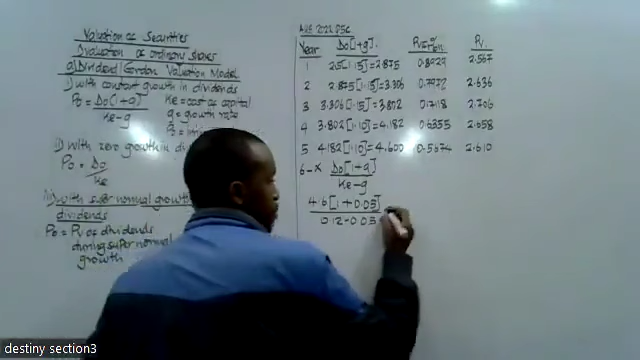 Valuation of Securities
Valuation of ordinary shares
a) Dividend/Gordon Valuation Model
i) with constant growth in dividends
P₀ = D₀(1+g)
Ke-g
Ke = cost of capital
g = growth rate
ii) with zero growth in
P₀ = D₀
Ke
iii) with super normal growth
dividends
P₀ = PV of dividends
during super normal
growth
Year
D₀[1+g]
PV
1 2.5[1.15]=2.875 0.8929 2.567
2 2.875[1.15]=3.306 0.7972 2.636
3 3.306[1.15]=3.802 0.7118 2.706
4 3.802[1.10]=4.182 0.6355 2.658
5 4.182[1.10]=4.600 0.5674 2.610
6-∝ D₀[1+g]
Ke-g
4.6[1+0.05]
0.12-0.05
destiny section3